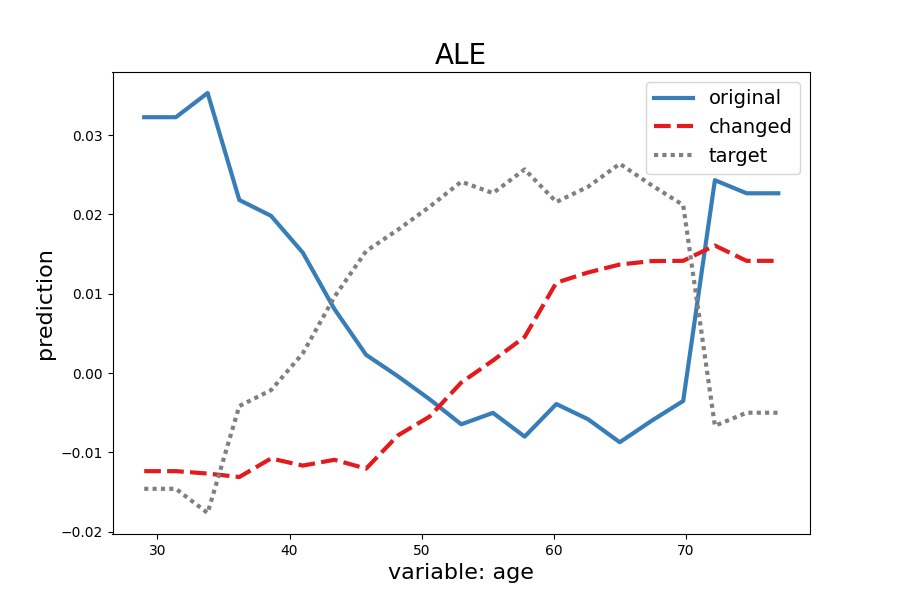 ALE
original
changed
target
prediction
0.03
0.02
0.01
0.00
−0.01
−0.02
30 40 50 60 70
variable: age